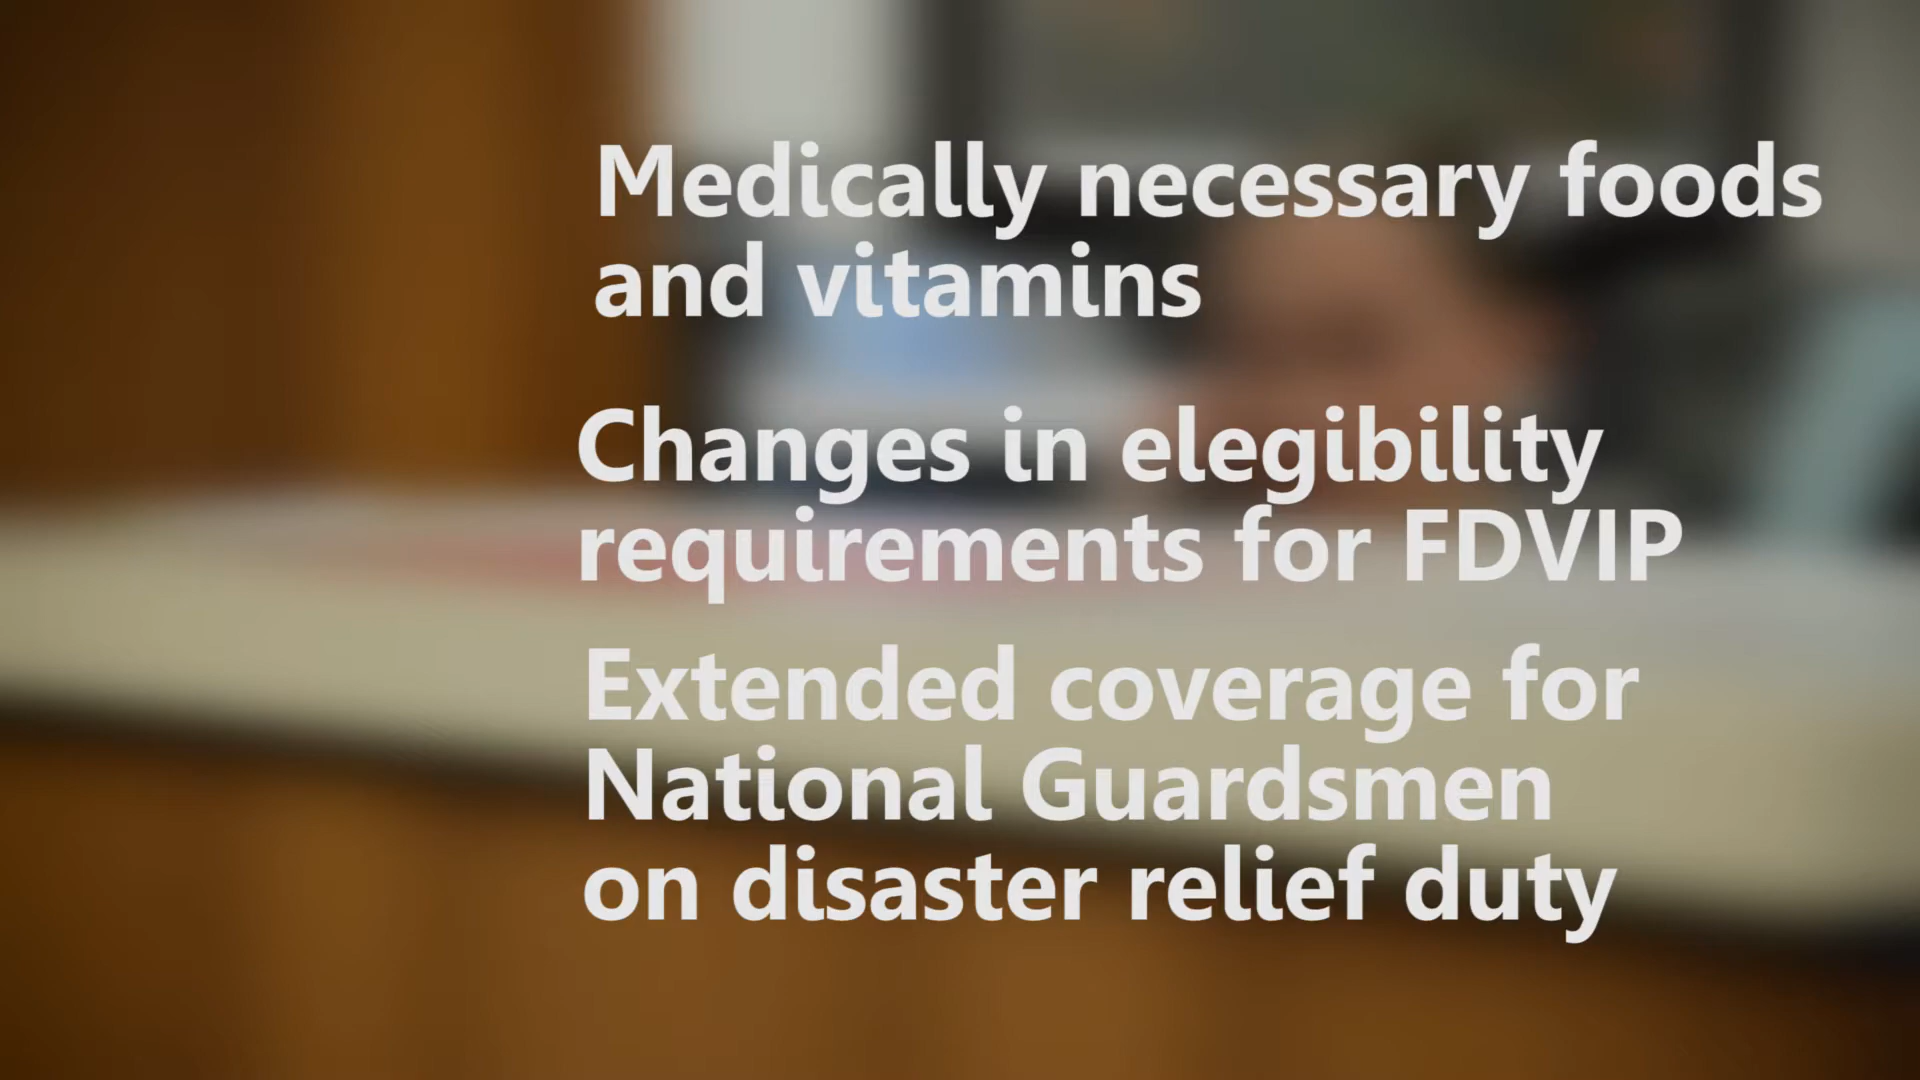 Medically necessary foods
and vitamins
Changes in elegibility
requirements for FDVIP
Extended coverage for
National Guardsmen
on disaster relief duty